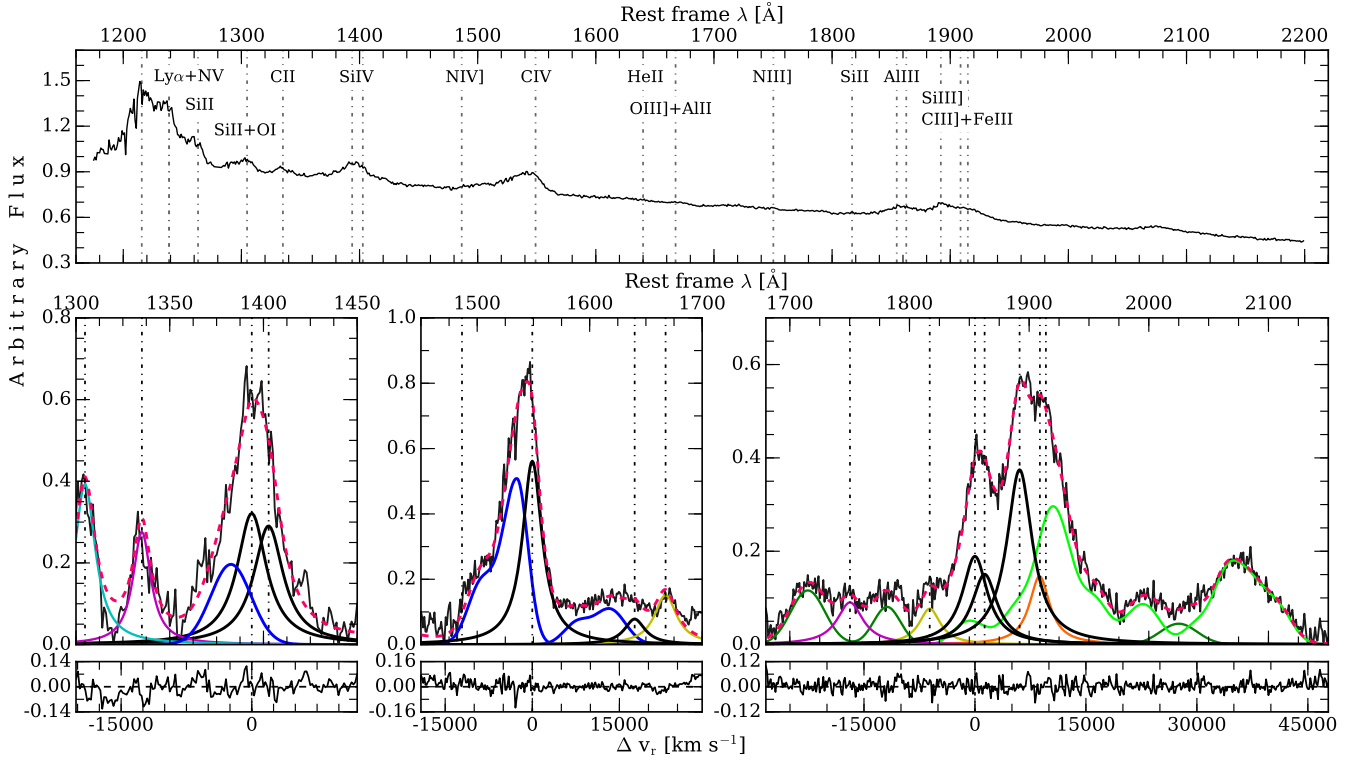 Rest frame λ [Å]
1200 1300 1400 1500 1600 1700 1800 1900 2000 2100 2200
1.5
1.2
0.9
0.6
0.3
Lyα+NV CII SiIV NIV] CIV HeII NIII] SiII AlIII
SiII OIII]+AlII SiIII]
SiII+OI CIII]+FeIII
Arbitrary Flux
Rest frame λ [Å]
1300 1350 1400 1450 1500 1600 1700 1700 1800 1900 2000 2100
0.8
0.6
0.4
0.2
0.0
1.0
0.8
0.6
0.4
0.2
0.0
0.6
0.4
0.2
0.0
0.14
0.00
-0.14
0.16
0.00
-0.16
0.12
0.00
-0.12
-15000 0 -15000 0 15000 -15000 0 15000 30000 45000
Δ vᵣ [km s⁻¹]